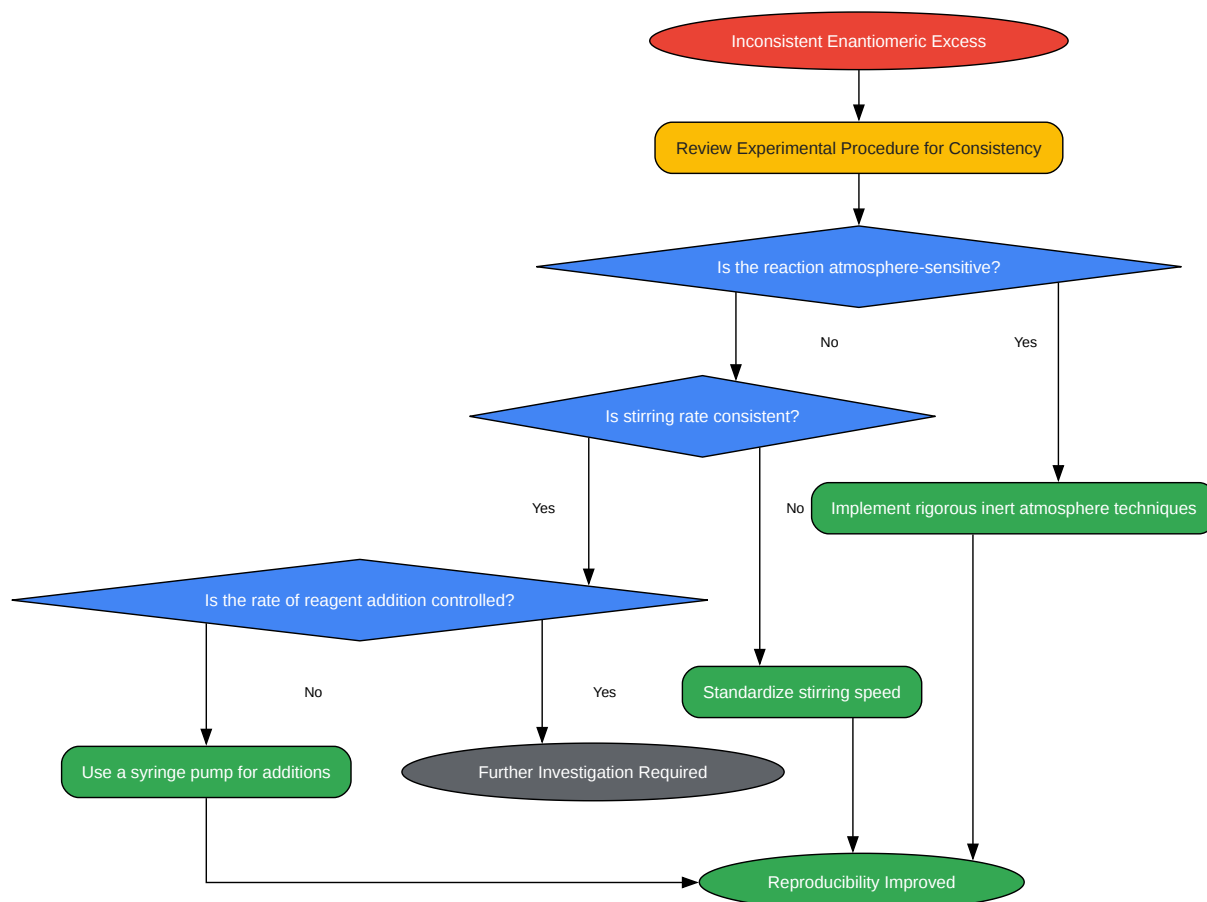 Inconsistent Enantiomeric Excess
Review Experimental Procedure for Consistency
Is the reaction atmosphere-sensitive?
No
Yes
Is stirring rate consistent?
Yes
No
Implement rigorous inert atmosphere techniques
Is the rate of reagent addition controlled?
No
Yes
Standardize stirring speed
Use a syringe pump for additions
Further Investigation Required
Reproducibility Improved